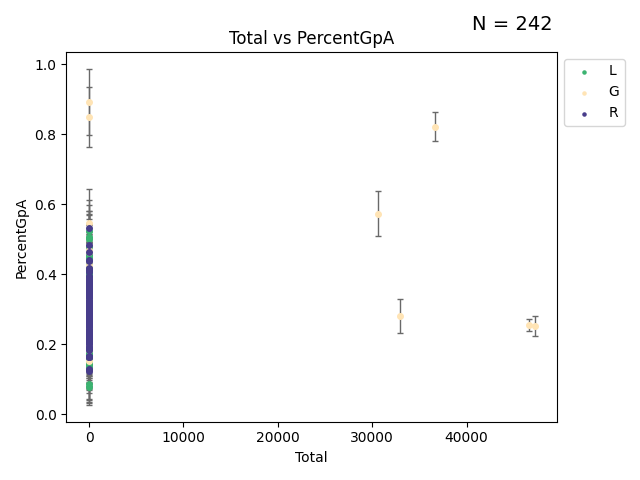 N = 242
Total vs PercentGpA
1.0
0.8
0.6
0.4
0.2
0.0
PercentGpA
0
10000
20000
30000
40000
Total
L
G
R